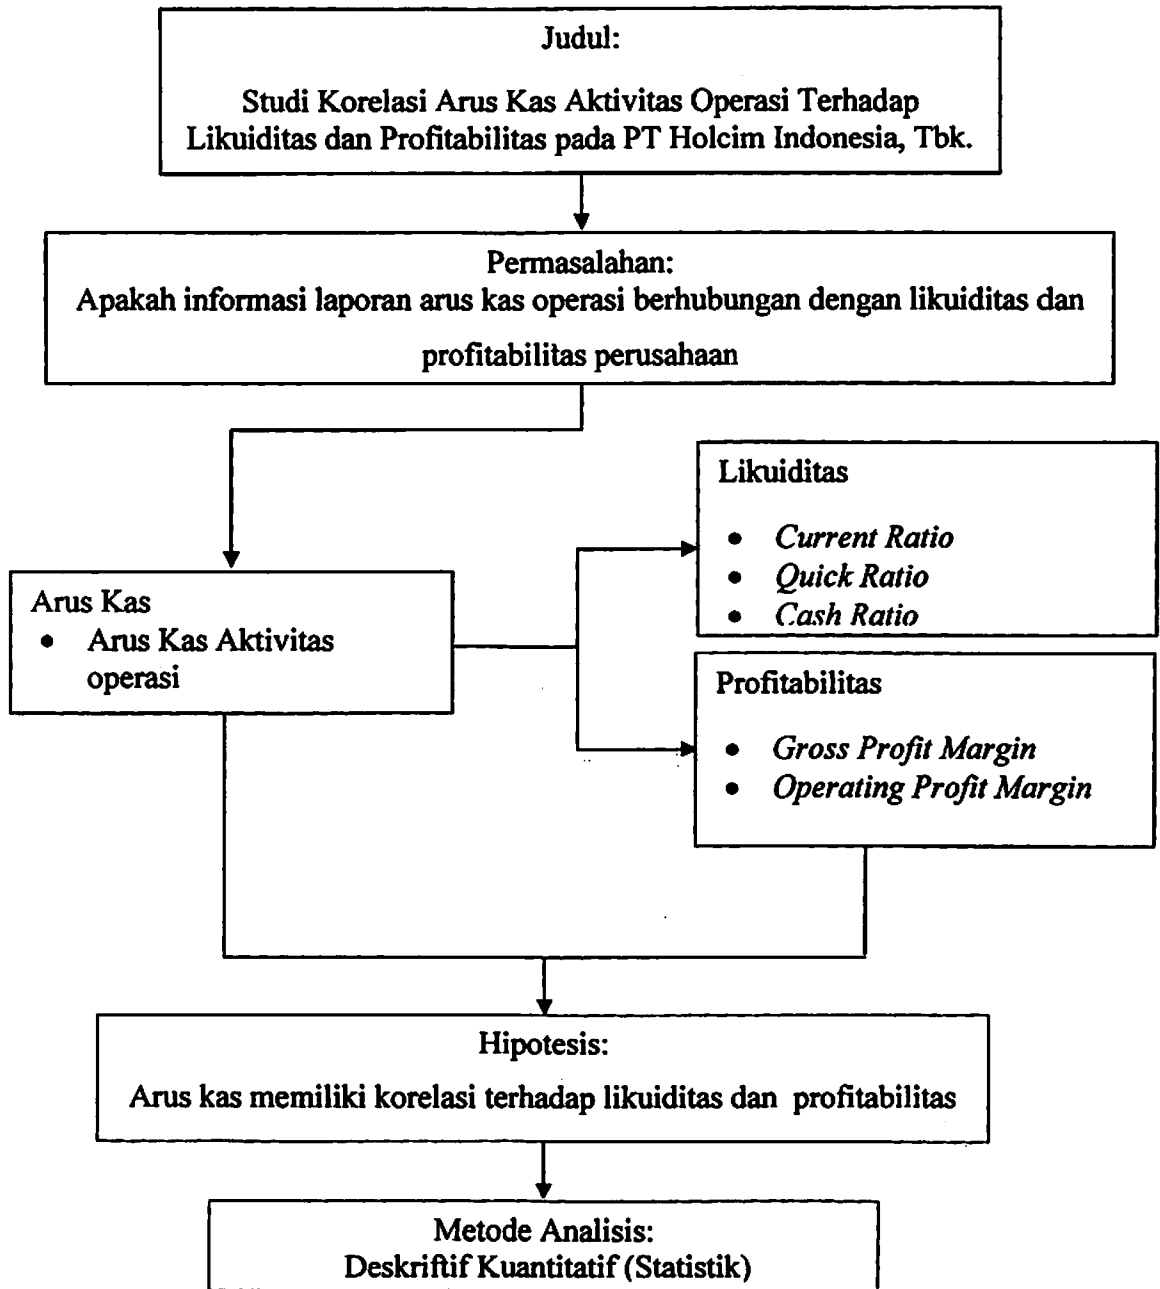 Judul:
Studi Korelasi Arus Kas Aktivitas Operasi Terhadap
Likuiditas dan Profitabilitas pada PT Holcim Indonesia, Tbk.
Permasalahan:
Apakah informasi laporan arus kas operasi berhubungan dengan likuiditas dan
profitabilitas perusahaan
Likuiditas
• Current Ratio
• Quick Ratio
• Cash Ratio
Arus Kas
• Arus Kas Aktivitas
operasi
Profitabilitas
• Gross Profit Margin
• Operating Profit Margin
Hipotesis:
Arus kas memiliki korelasi terhadap likuiditas dan profitabilitas
Metode Analisis:
Deskriftif Kuantitatif (Statistik)